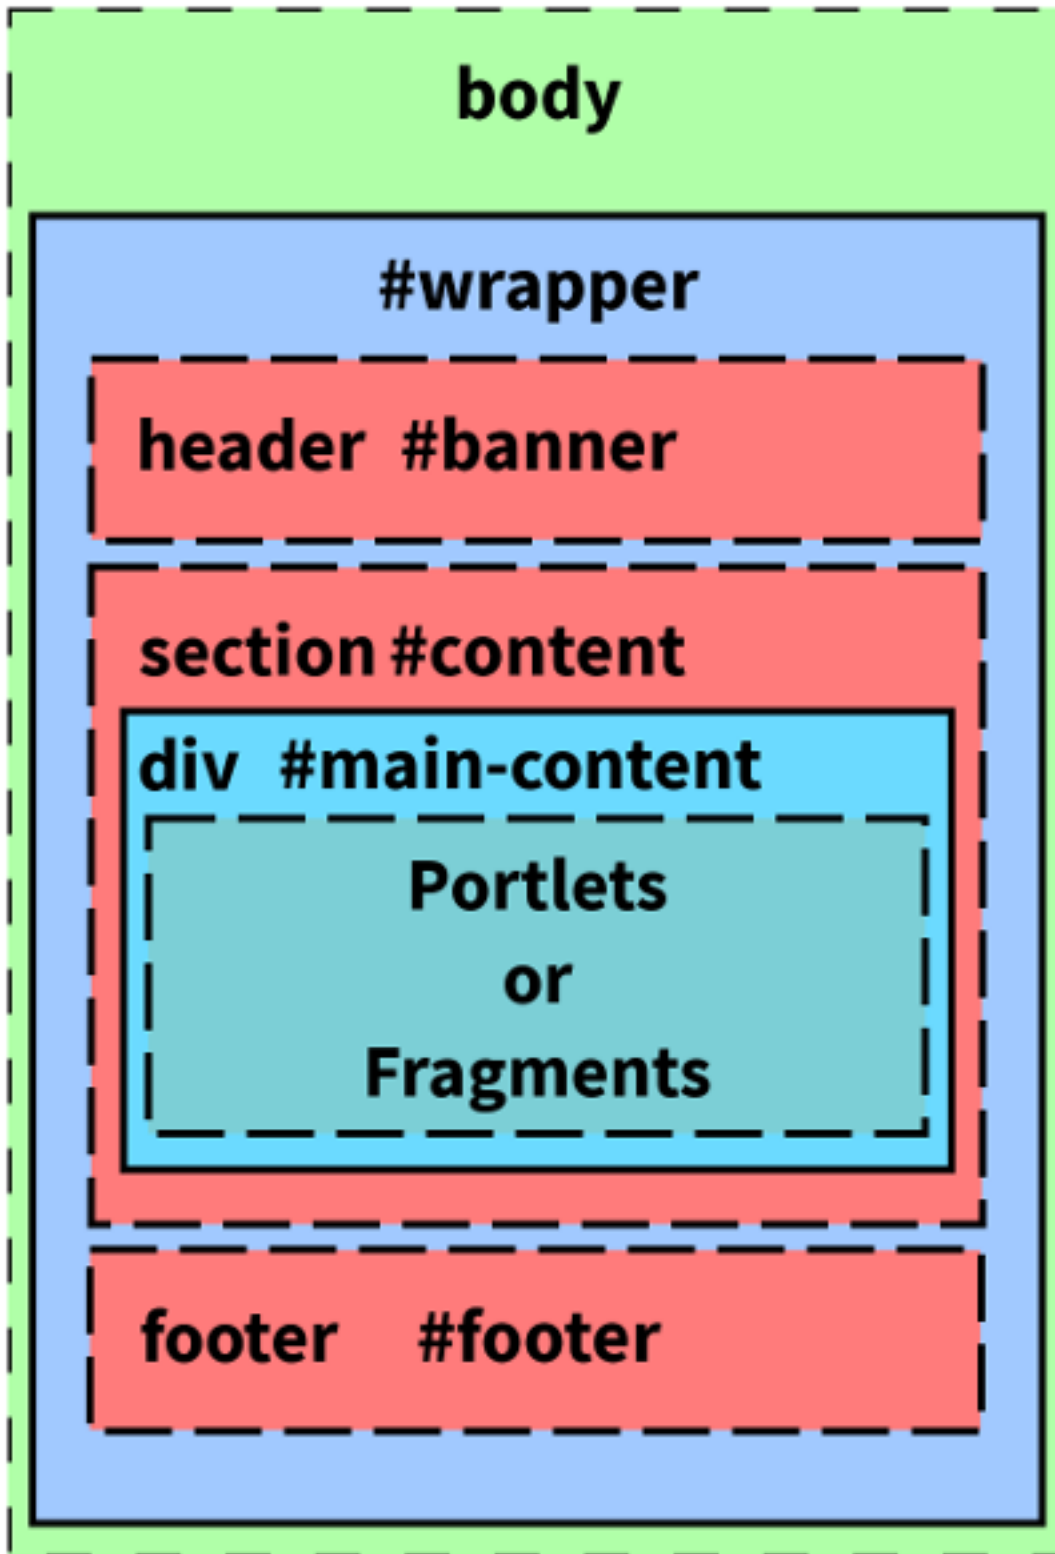 body
#wrapper
header #banner
section #content
div #main-content
Portlets
or
Fragments
footer #footer